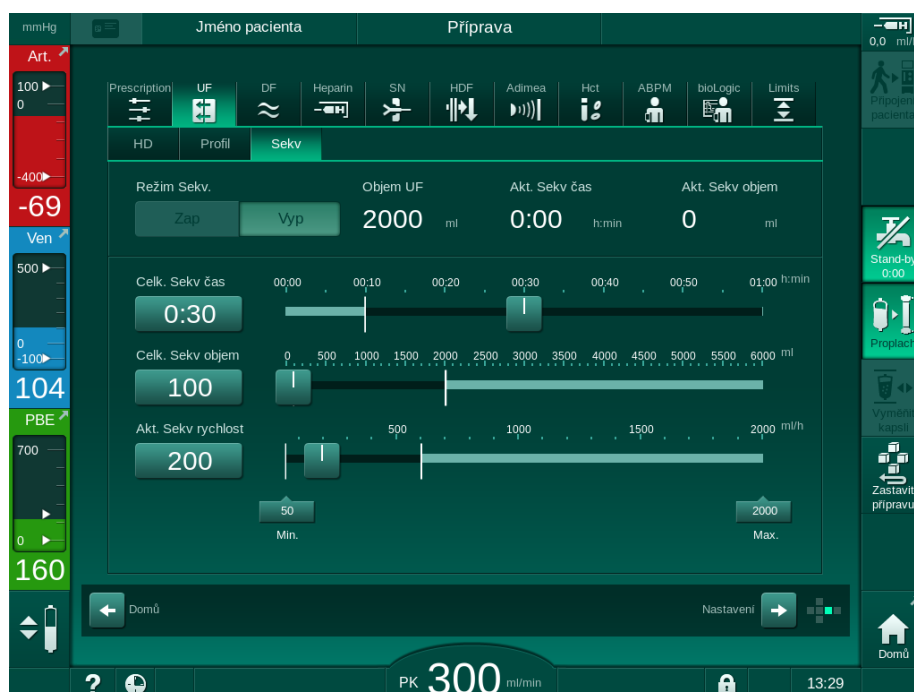 mmHg
Jméno pacienta
Příprava
0,0 ml/
Art.
100
0
-400
-69
Ven
500
0
-100
104
PBE
700
0
160
Prescription UF DF Heparin SN HDF Adimea Hct ABPM bioLogic Limits
HD Profil Sekv
Režim Sekv. Objem UF Akt. Sekv čas Akt. Sekv objem
Zap Vyp 2000 ml 0:00 h:min 0 ml
Celk. Sekv čas 00:00 00:10 00:20 00:30 00:40 00:50 01:00 h:min
0:30
Celk. Sekv objem 0 500 1000 1500 2000 2500 3000 3500 4000 4500 5000 5500 6000 ml
100
Akt. Sekv rychlost 500 1000 1500 2000 ml/h
200
50 2000
Min. Max.
Domů Nastavení
Připojení
pacienta
Stand-by
0:00
Proplach
Vyměnit
kapsli
Zastavit
přípravu
Domů
? PK 300 ml/min 13:29